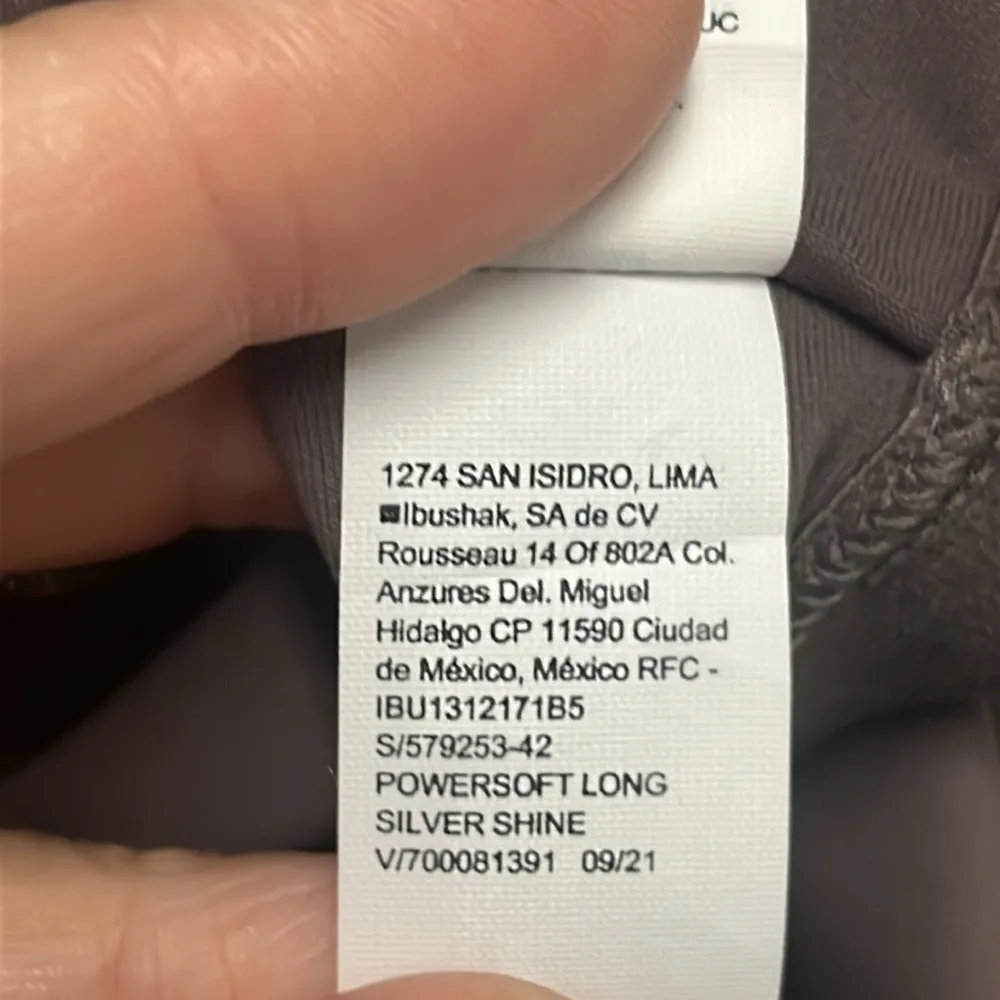 UC
1274 SAN ISIDRO, LIMA
Ibushak, SA de CV
Rousseau 14 Of 802A Col.
Anzures Del. Miguel
Hidalgo CP 11590 Ciudad
de México, México RFC -
IBU1312171B5
S/579253-42
POWERSOFT LONG
SILVER SHINE
V/700081391 09/21